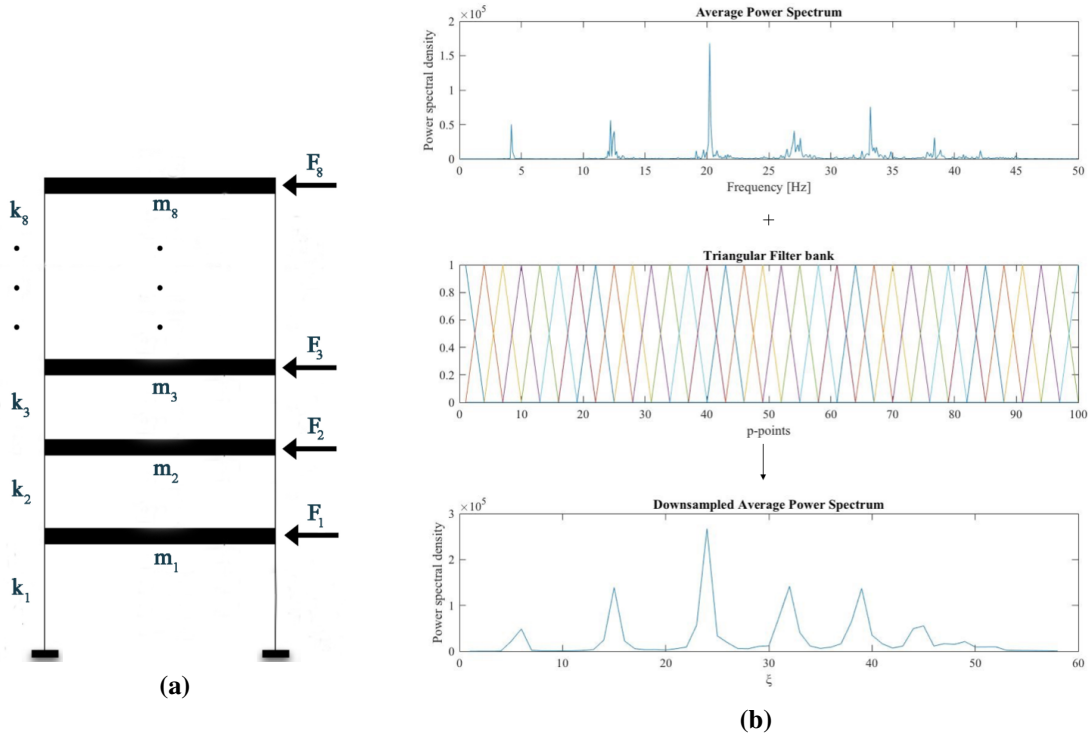 F8
m8
k8
F3
m3
k3
F2
m2
k2
F1
m1
k1
(a)
Average Power Spectrum
×10^5
Power spectral density
2
1.5
1
0.5
0
0 5 10 15 20 25 30 35 40 45 50
Frequency [Hz]
+
Triangular Filter bank
1
0.8
0.6
0.4
0.2
0
0 10 20 30 40 50 60 70 80 90 100
p-points
Downsampled Average Power Spectrum
×10^5
Power spectral density
3
2
1
0
0 10 20 30 40 50 60
ξ
(b)